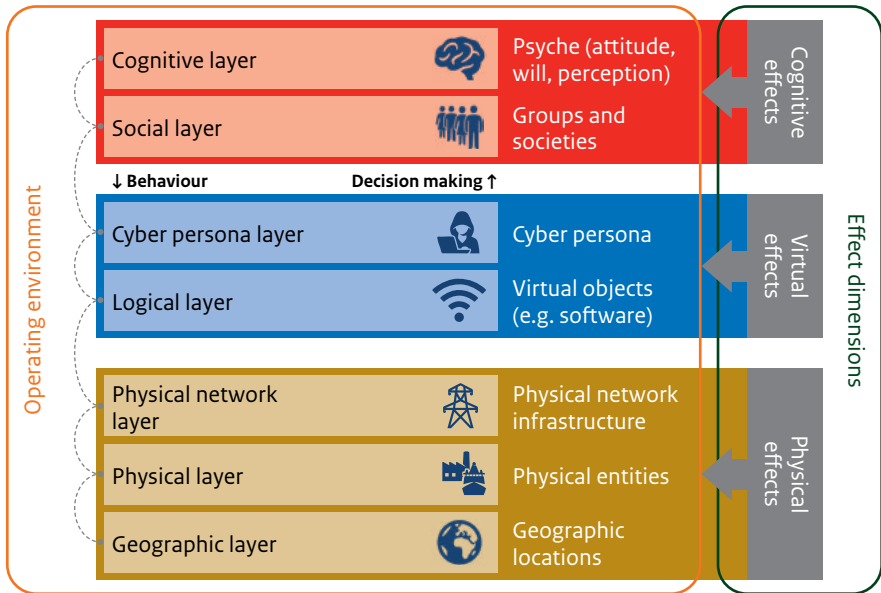 Operating environment
Cognitive layer
Psyche (attitude,
will, perception)
Social layer
Groups and
societies
Cognitive
effects
↓ Behaviour
Decision making ↑
Cyber persona layer
Cyber persona
Logical layer
Virtual objects
(e.g. software)
Virtual
effects
Physical network
layer
Physical network
infrastructure
Physical layer
Physical entities
Geographic layer
Geographic
locations
Physical
effects
Effect dimensions